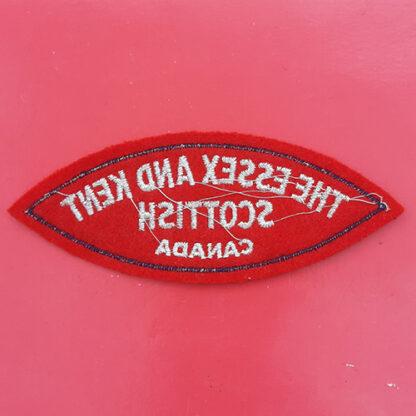 THE ESSEX AND KENT
SCOTTISH
CANADA